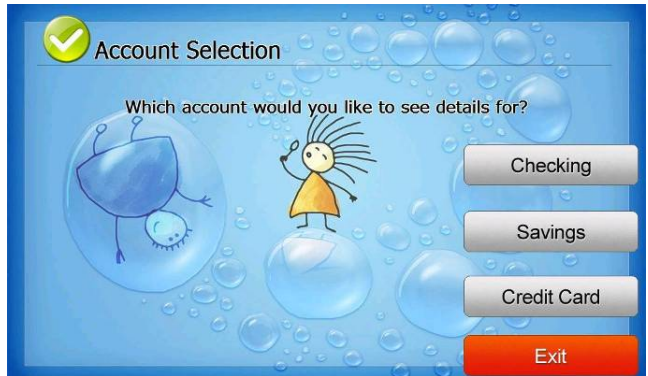 Account Selection
Which account would you like to see details for?
Checking
Savings
Credit Card
Exit